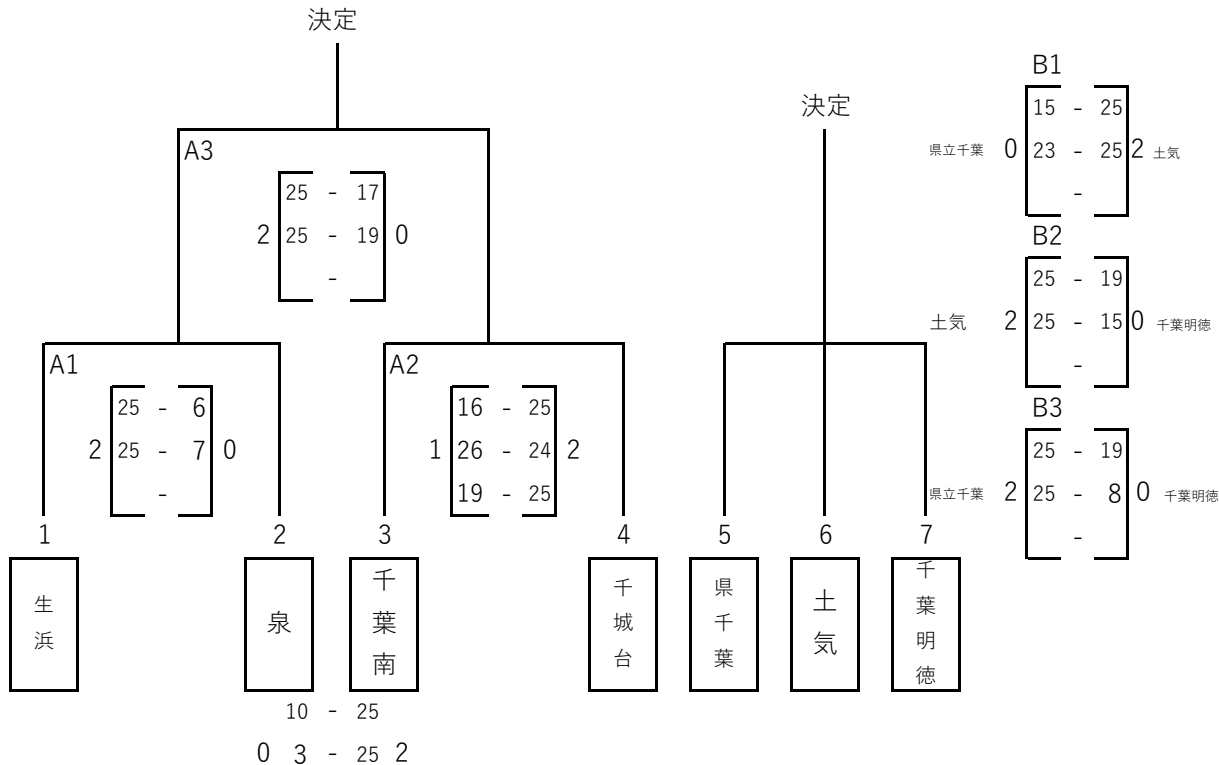 決定
A3
25 - 17
2 25 - 19 0
-
A1
25 - 6
2 25 - 7 0
-
A2
16 - 25
1 26 - 24 2
19 - 25
1
2
3
4
生浜
泉
千葉南
千城台
10 - 25
0 3 - 25 2
決定
5
6
7
県千葉
土気
千葉明徳
B1
15 - 25
県立千葉 0 23 - 25 2 土気
-
B2
25 - 19
土気 2 25 - 15 0 千葉明徳
-
B3
25 - 19
県立千葉 2 25 - 8 0 千葉明徳
-